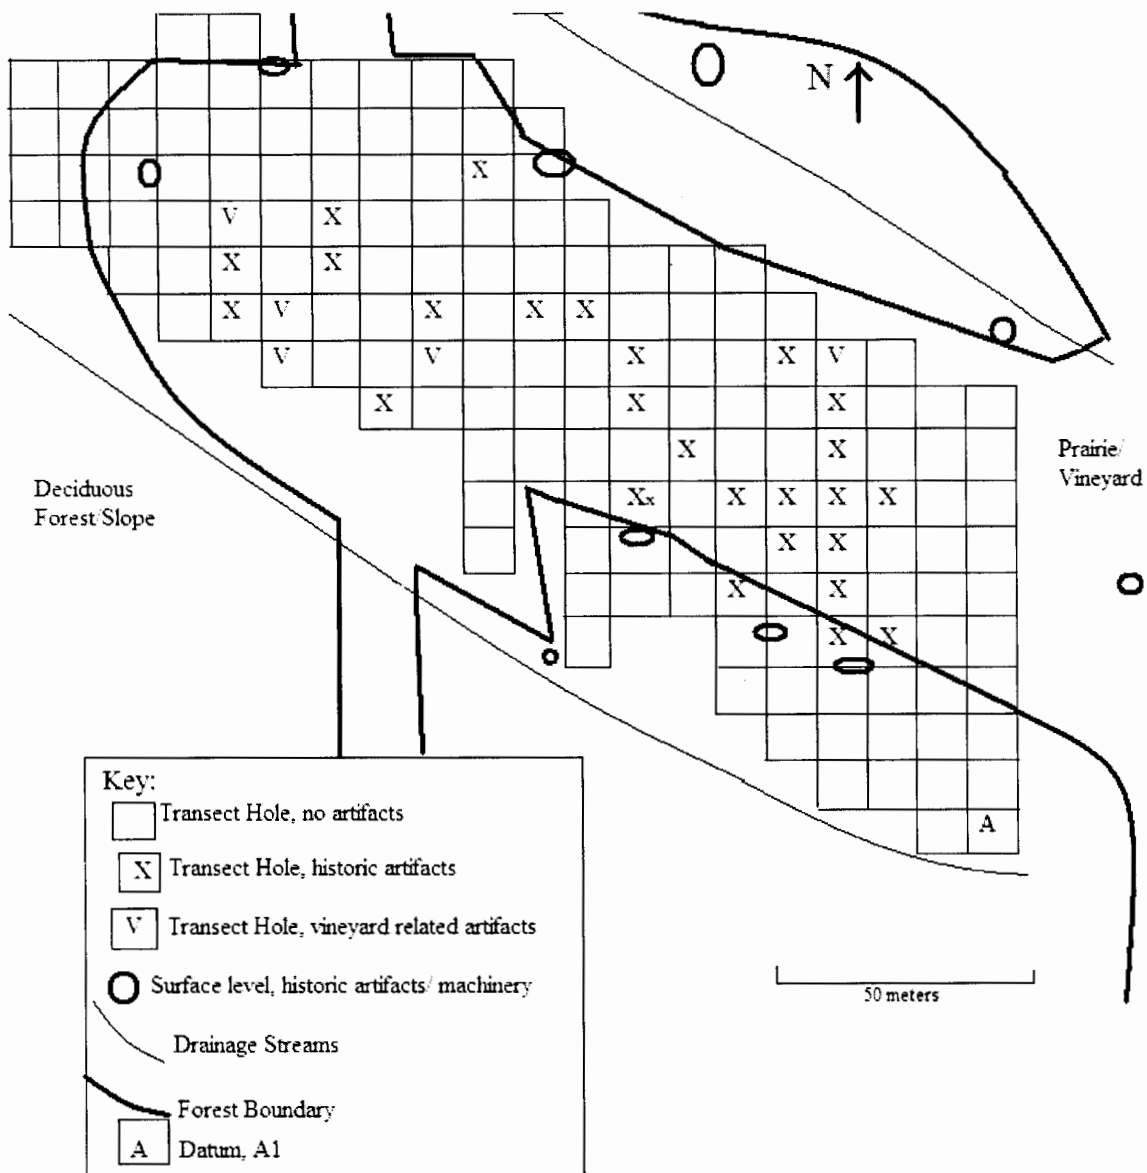 N
X
V X
X X
X V X X X
V V X X V
X X X
X X
Prairie/
Vineyard
Deciduous
Forest/Slope
Xx X X X X
X X
X X
X X
A
50 meters
Key:
Transect Hole, no artifacts
X Transect Hole, historic artifacts
V Transect Hole, vineyard related artifacts
Surface level, historic artifacts/ machinery
Drainage Streams
Forest Boundary
A Datum, A1